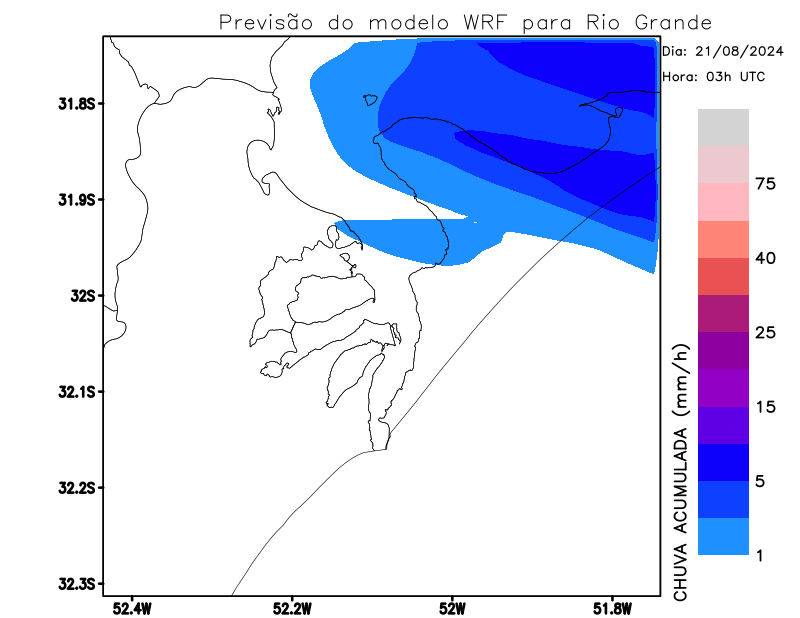 Previsão do modelo WRF para Rio Grande
Dia: 21/08/2024
Hora: 03h UTC
31.8S
31.9S
32S
32.1S
32.2S
32.3S
52.4W
52.2W
52W
51.8W
75
40
25
15
5
1
CHUVA ACUMULADA (mm/h)